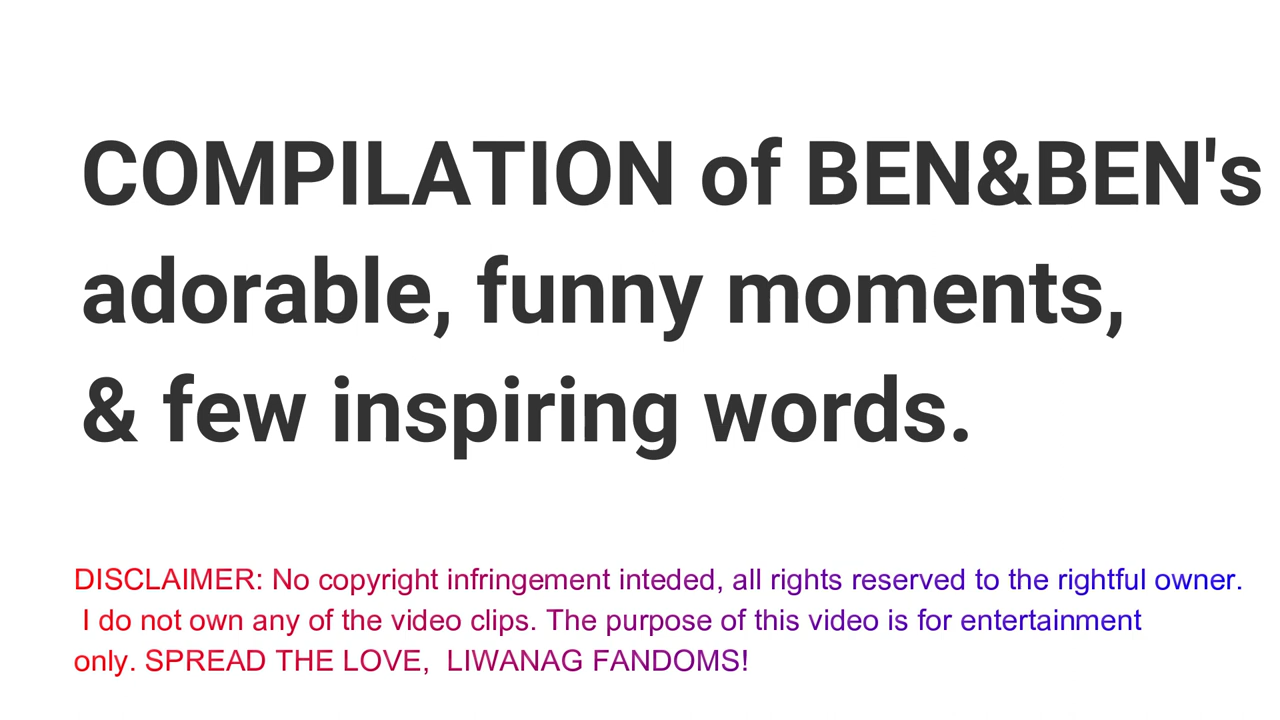 COMPILATION of BEN&BEN's
adorable, funny moments,
& few inspiring words.
DISCLAIMER: No copyright infringement inteded, all rights reserved to the rightful owner.
I do not own any of the video clips. The purpose of this video is for entertainment
only. SPREAD THE LOVE, LIWANAG FANDOMS!